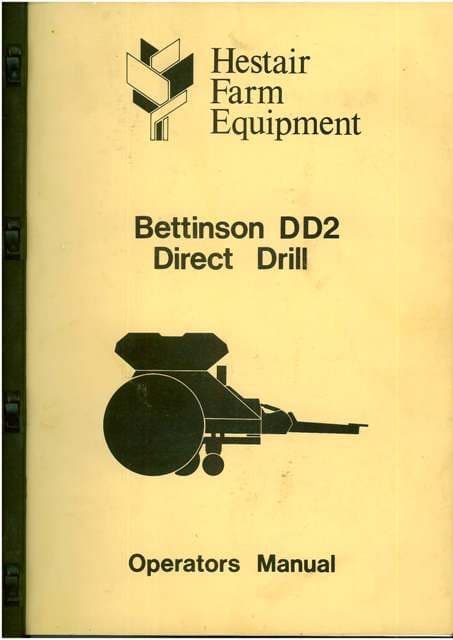 Hestair
Farm
Equipment
Bettinson DD2
Direct Drill
Operators Manual